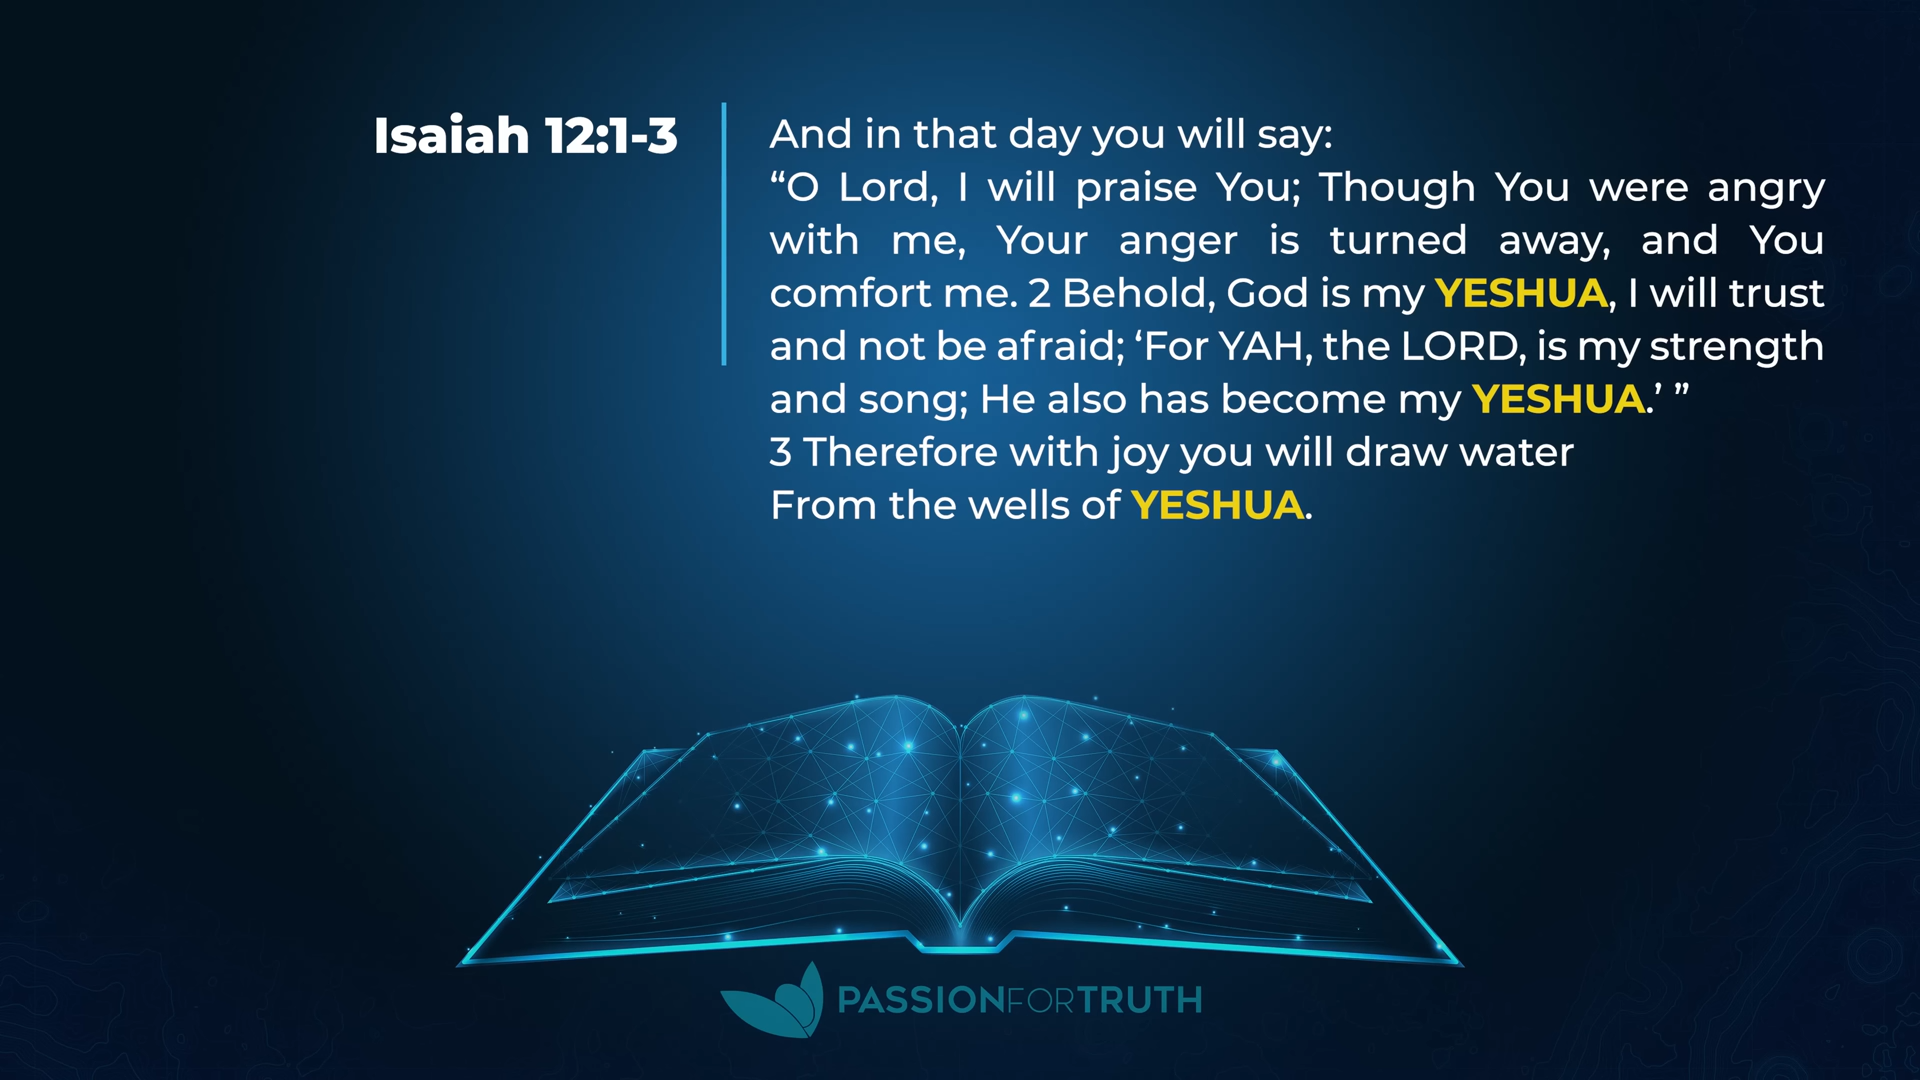 Isaiah 12:1-3
And in that day you will say:
“O Lord, I will praise You; Though You were angry
with me, Your anger is turned away, and You
comfort me. 2 Behold, God is my YESHUA, I will trust
and not be afraid; ‘For YAH, the LORD, is my strength
and song; He also has become my YESHUA.’ ”
3 Therefore with joy you will draw water
From the wells of YESHUA.
PASSIONFORTRUTH